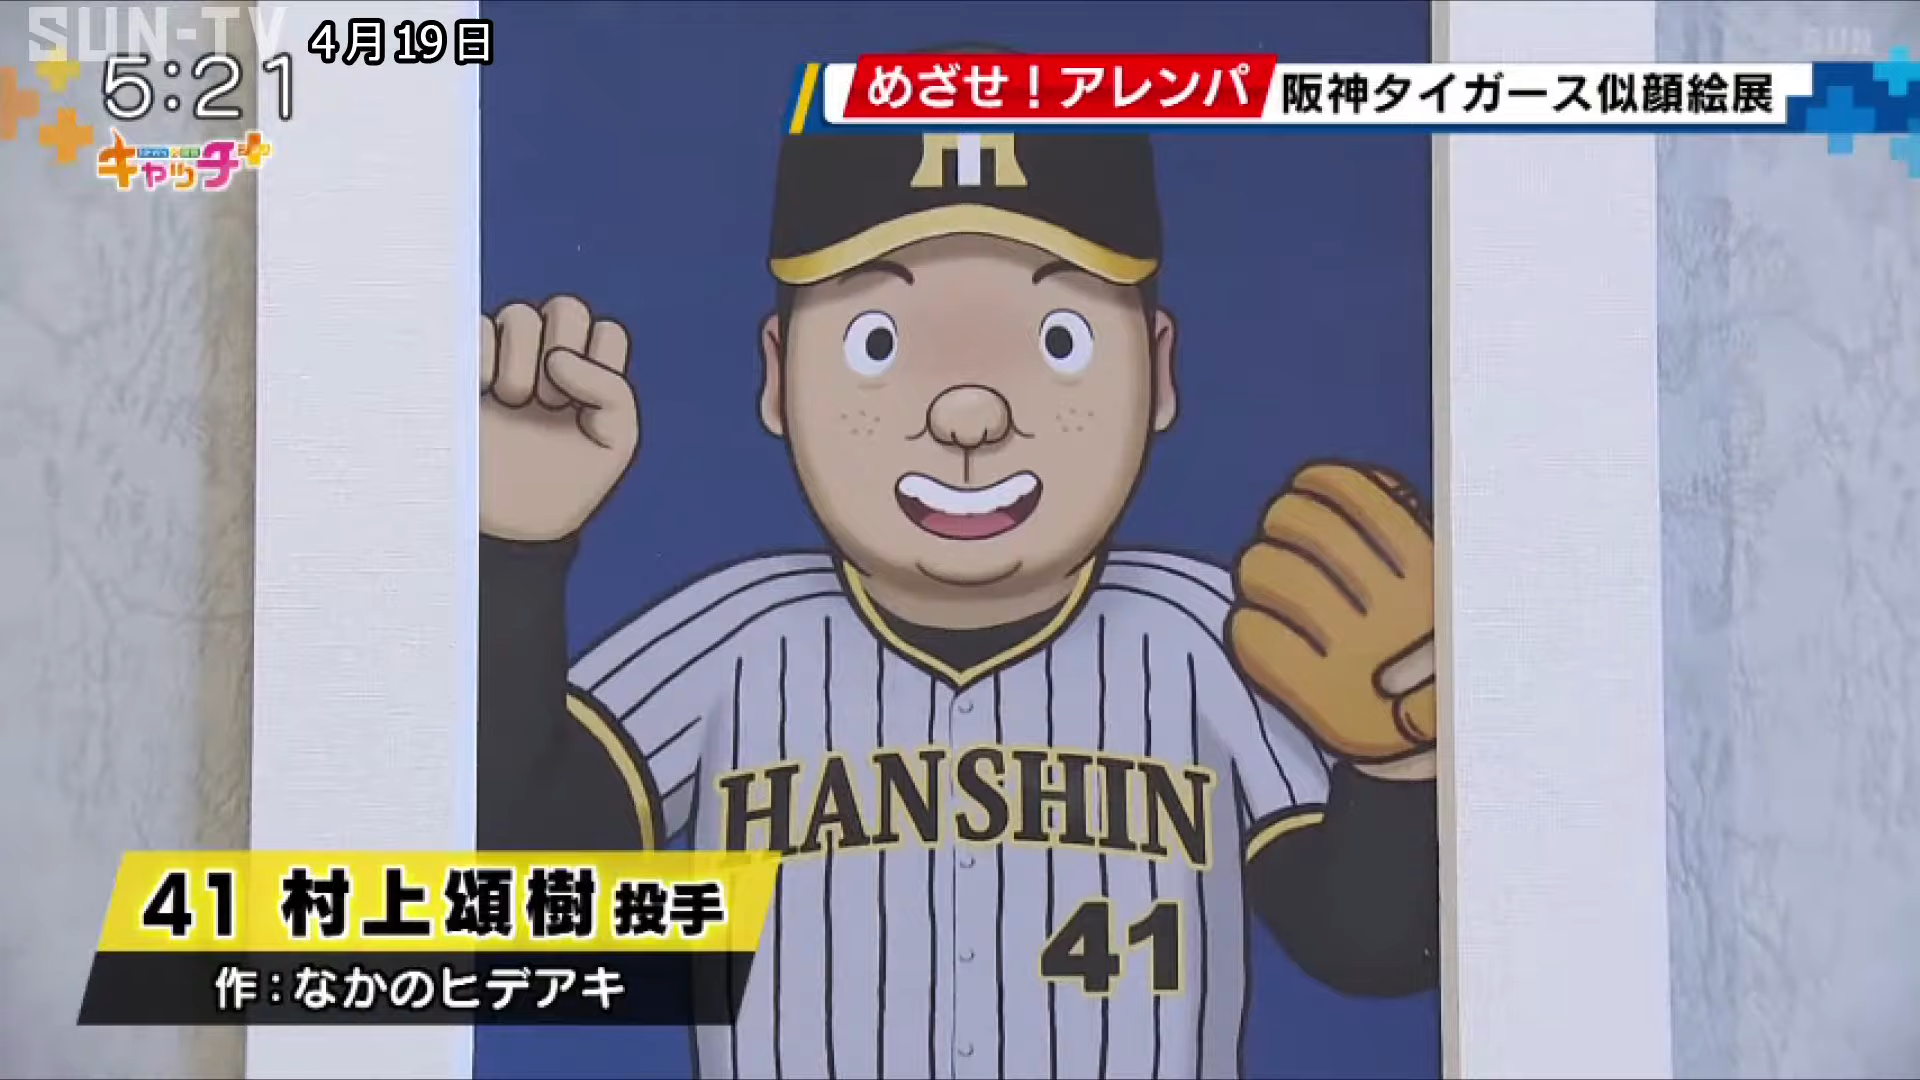 SUN-TV
4月19日
5:21
キャッチ+
めざせ！アレンパ
阪神タイガース似顔絵展
SUN
HANSHIN
41
41 村上頌樹 投手
作：なかのヒデアキ